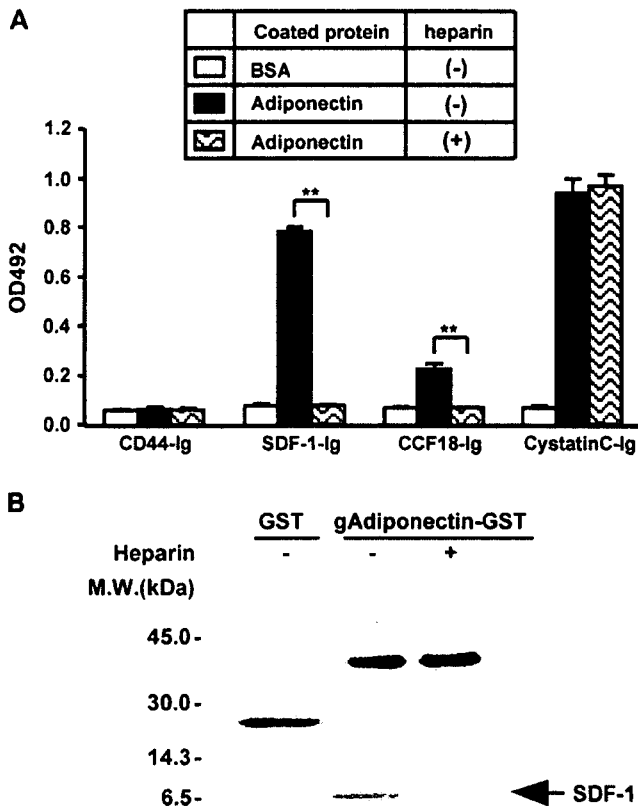 A
Coated protein heparin
BSA (-)
Adiponectin (-)
Adiponectin (+)
OD492
1.2
1.0
0.8
0.6
0.4
0.2
0.0
**
**
CD44-Ig SDF-1-Ig CCF18-Ig CystatinC-Ig
B
GST gAdiponectin-GST
Heparin - - +
M.W.(kDa)
45.0-
30.0-
14.3-
6.5-
SDF-1